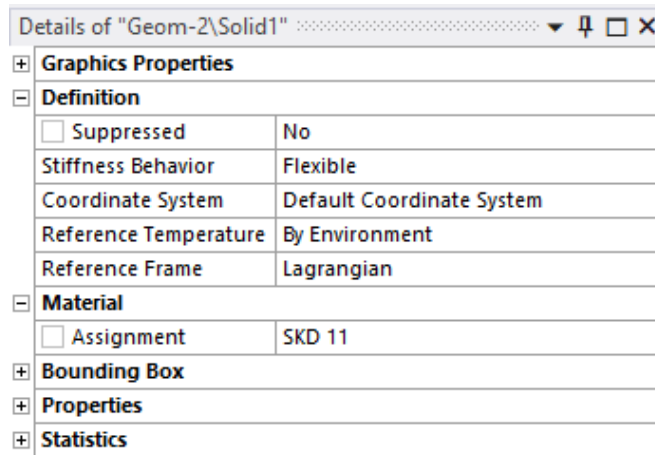 Details of "Geom-2\Solid1"
Graphics Properties
Definition
Suppressed No
Stiffness Behavior Flexible
Coordinate System Default Coordinate System
Reference Temperature By Environment
Reference Frame Lagrangian
Material
Assignment SKD 11
Bounding Box
Properties
Statistics